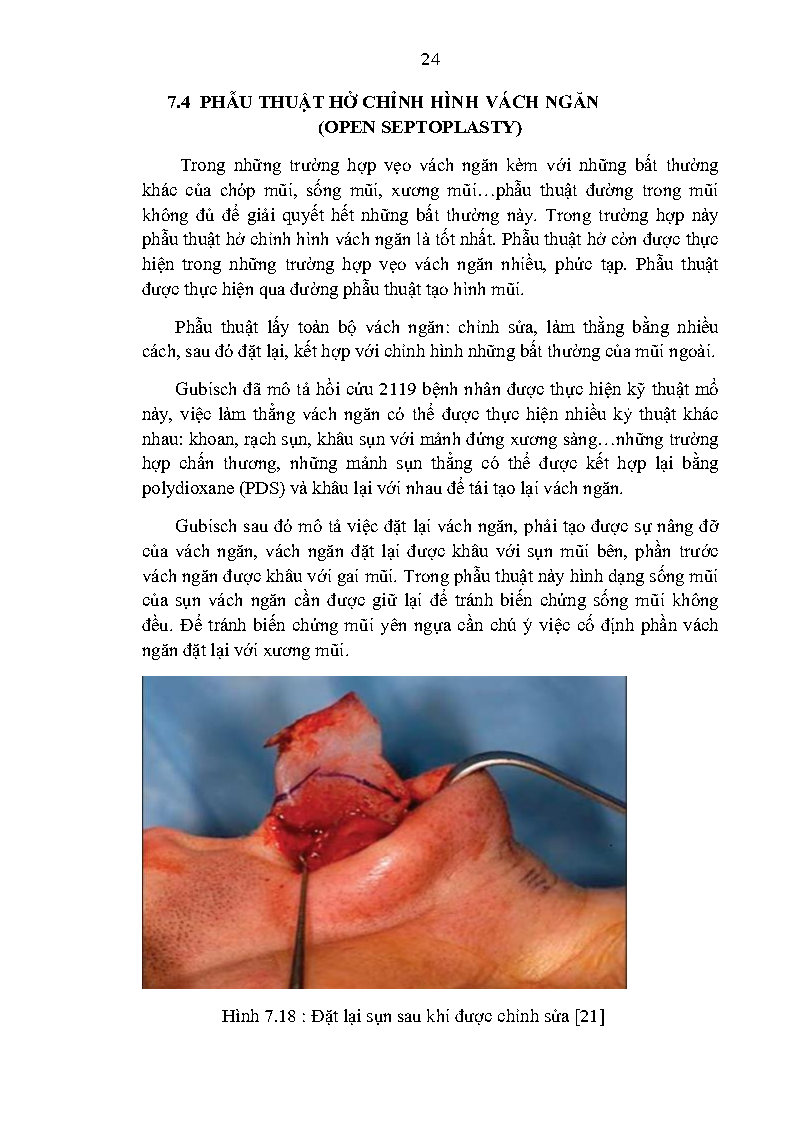 24
7.4 PHẪU THUẬT HỞ CHỈNH HÌNH VÁCH NGĂN
(OPEN SEPTOPLASTY)
Trong những trường hợp vẹo vách ngăn kèm với những bất thường
khác của chóp mũi, sống mũi, xương mũi…phẫu thuật đường trong mũi
không đủ để giải quyết hết những bất thường này. Trong trường hợp này
phẫu thuật hở chỉnh hình vách ngăn là tốt nhất. Phẫu thuật hở còn được thực
hiện trong những trường hợp vẹo vách ngăn nhiều, phức tạp. Phẫu thuật
được thực hiện qua đường phẫu thuật tạo hình mũi.
Phẫu thuật lấy toàn bộ vách ngăn: chỉnh sửa, làm thẳng bằng nhiều
cách, sau đó đặt lại, kết hợp với chỉnh hình những bất thường của mũi ngoài.
Gubisch đã mô tả hồi cứu 2119 bệnh nhân được thực hiện kỹ thuật mổ
này, việc làm thẳng vách ngăn có thể được thực hiện nhiều kỷ thuật khác
nhau: khoan, rạch sụn, khâu sụn với mảnh đứng xương sàng…những trường
hợp chấn thương, những mảnh sụn thẳng có thể được kết hợp lại bằng
polydioxane (PDS) và khâu lại với nhau để tái tạo lại vách ngăn.
Gubisch sau đó mô tả việc đặt lại vách ngăn, phải tạo được sự nâng đỡ
của vách ngăn, vách ngăn đặt lại được khâu với sụn mũi bên, phần trước
vách ngăn được khâu với gai mũi. Trong phẫu thuật này hình dạng sống mũi
của sụn vách ngăn cần được giữ lại để tránh biến chứng sống mũi không
đều. Để tránh biến chứng mũi yên ngựa cần chú ý việc cố định phần vách
ngăn đặt lại với xương mũi.
Hình 7.18 : Đặt lại sụn sau khi được chỉnh sửa [21]